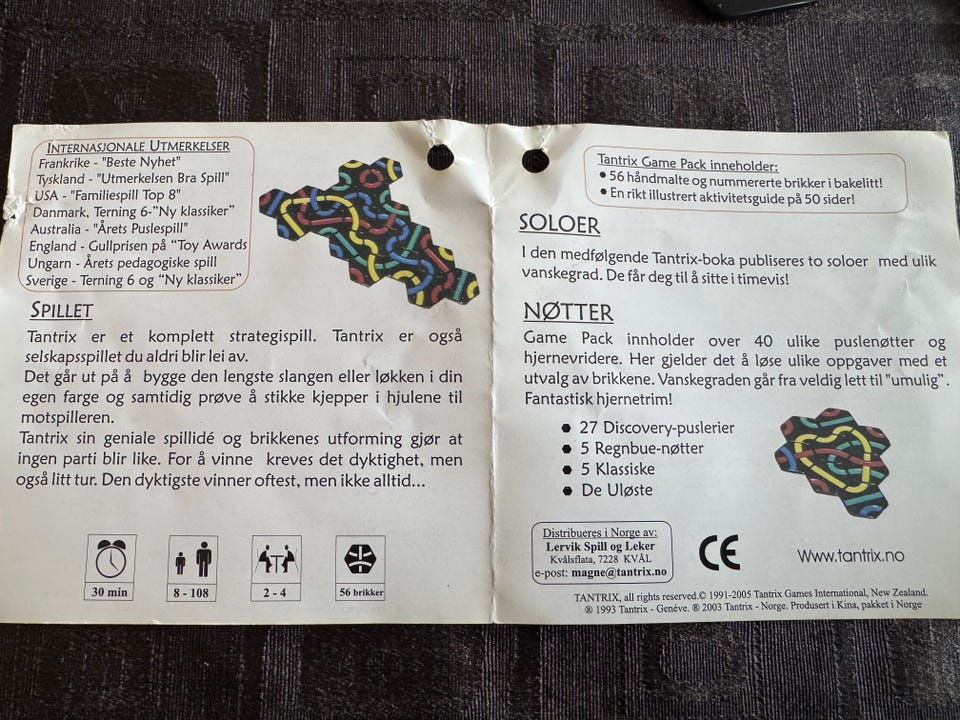 INTERNASJONALE UTMERKELSER
Frankrike - "Beste Nyhet"
Tyskland - "Utmerkelsen Bra Spill"
USA - "Familiespill Top 8"
Danmark, Terning 6-"Ny klassiker"
Australia - "Årets Puslespill"
England - Gullprisen på "Toy Awards
Ungarn - Årets pedagogiske spill
Sverige - Terning 6 og "Ny klassiker"
SPILLET
Tantrix er et komplett strategispill. Tantrix er også
selskapsspillet du aldri blir lei av.
Det går ut på å bygge den lengste slangen eller løkken i din
egen farge og samtidig prøve å stikke kjepper i hjulene til
motspilleren.
Tantrix sin geniale spillidé og brikkenes utforming gjør at
ingen parti blir like. For å vinne kreves det dyktighet, men
også litt tur. Den dyktigste vinner oftest, men ikke alltid...
30 min
8 - 108
2 - 4
56 brikker
Tantrix Game Pack inneholder:
• 56 håndmalte og nummererte brikker i bakelitt!
• En rikt illustrert aktivitetsguide på 50 sider!
SOLOER
I den medfølgende Tantrix-boka publiseres to soloer med ulik
vanskegrad. De får deg til å sitte i timevis!
NØTTER
Game Pack innholder over 40 ulike puslenøtter og
hjernevridere. Her gjelder det å løse ulike oppgaver med et
utvalg av brikkene. Vanskegraden går fra veldig lett til "umulig".
Fantastisk hjernetrim!
• 27 Discovery-puslerier
• 5 Regnbue-nøtter
• 5 Klassiske
• De Uløste
Distribueres i Norge av:
Lervik Spill og Leker
Kvålsflata, 7228 KVÅL
e-post: magne@tantrix.no
CE
Www.tantrix.no
TANTRIX, all rights reserved.© 1991-2005 Tantrix Games International, New Zealand.
® 1993 Tantrix - Genéve. ® 2003 Tantrix - Norge. Produsert i Kina, pakket i Norge